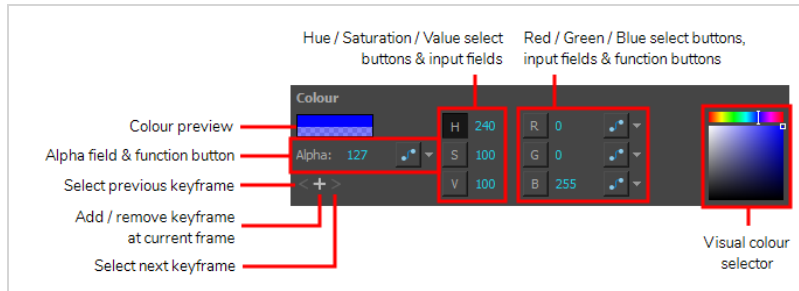 Hue / Saturation / Value select
buttons & input fields
Red / Green / Blue select buttons,
input fields & function buttons
Colour
Colour preview
H 240
R 0
Alpha field & function button
Alpha: 127
S 100
G 0
Select previous keyframe
< + >
V 100
B 255
Add / remove keyframe
at current frame
Select next keyframe
Visual colour
selector